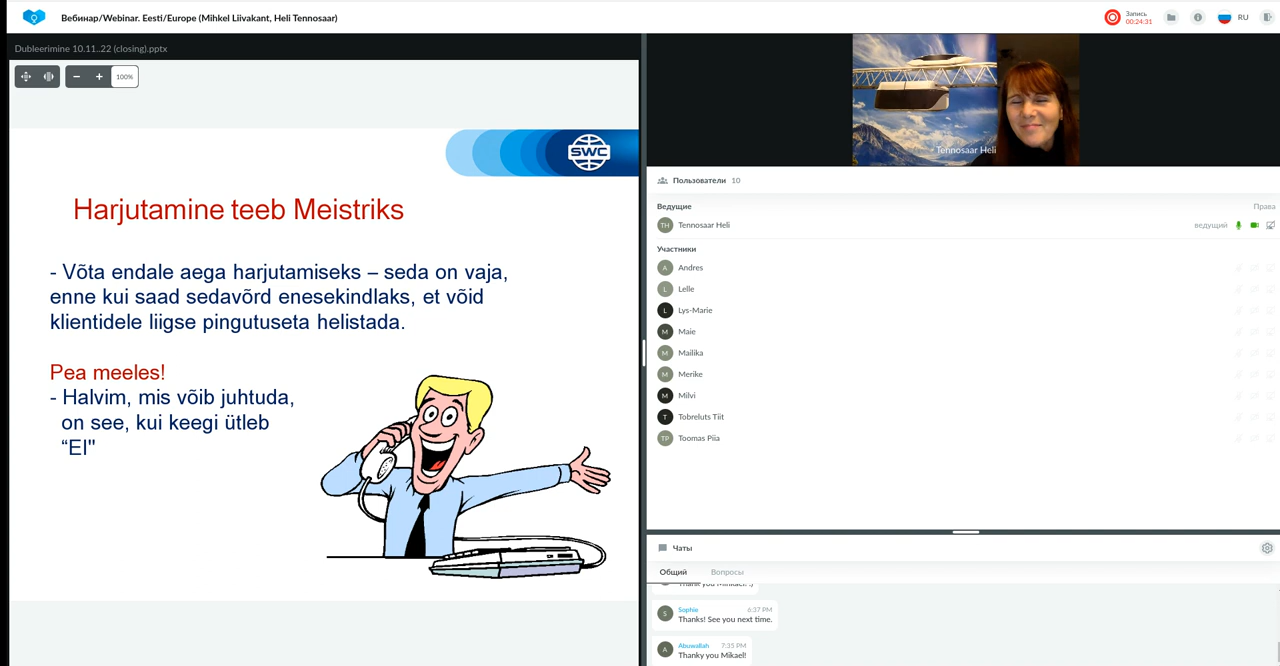 Вебинар/Webinar. Eesti/Europe (Mihkel Liivakant, Heli Tennosaar)
Запись
00:24:31
RU
Dubleerimine 10.11..22 (closing).pptx
100%
SWC
Harjutamine teeb Meistriks
- Võta endale aega harjutamiseks – seda on vaja,
enne kui saad sedavõrd enesekindlaks, et võid
klientidele liigse pingutuseta helistada.
Pea meeles!
- Halvim, mis võib juhtuda,
on see, kui keegi ütleb
“EI"
Tennosaar Heli
Пользователи 10
Ведущие Права
TH Tennosaar Heli ведущий
Участники
A Andres
L Lelle
L Lys-Marie
M Maie
M Mailika
M Merike
M Milvi
T Tobreluts Tiit
TP Toomas Piia
Чаты
Общий Вопросы
Thank you Mihkael! :)
S Sophie 6:37 PM
Thanks! See you next time.
A Abuwallah 7:35 PM
Thanky you Mikael!